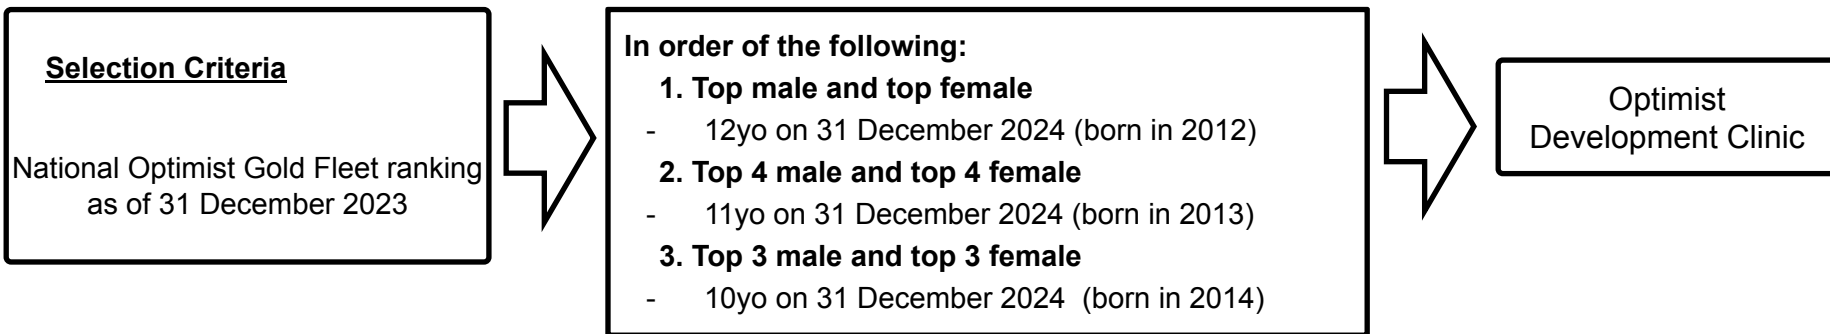 Selection Criteria
National Optimist Gold Fleet ranking
as of 31 December 2023
In order of the following:
1. Top male and top female
- 12yo on 31 December 2024 (born in 2012)
2. Top 4 male and top 4 female
- 11yo on 31 December 2024 (born in 2013)
3. Top 3 male and top 3 female
- 10yo on 31 December 2024 (born in 2014)
Optimist
Development Clinic